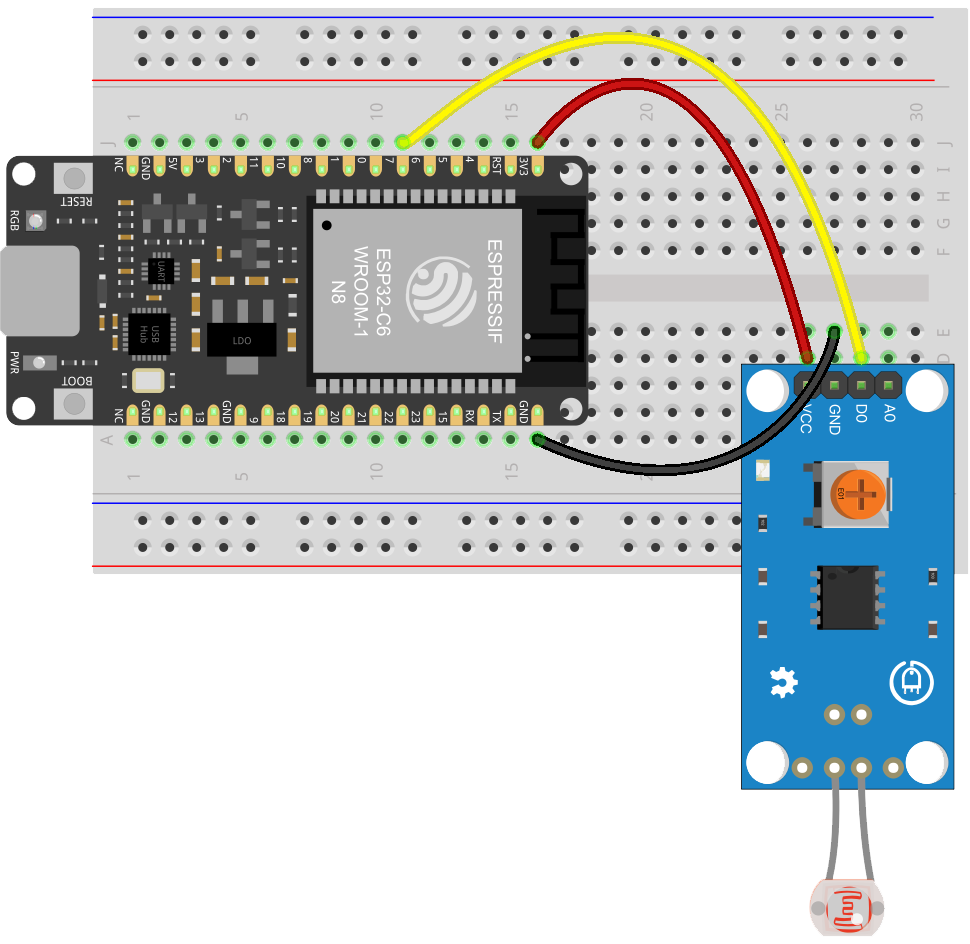 1 5 10 15 20 25 30
J J
NC GND 5V 3 2 11 10 8 1 0 7 6 5 4 RST 3V3
I
RESET
H
RGB
G
F
UART
USB Hub
LDO
ESPRESSIF
ESP32-C6
WROOM-1
N8
E
D
PWR
BOOT
NC GND 12 13 GND 9 18 19 20 21 22 23 15 RX TX GND
A
1 5 10 15
VCC GND D0 A0
E01